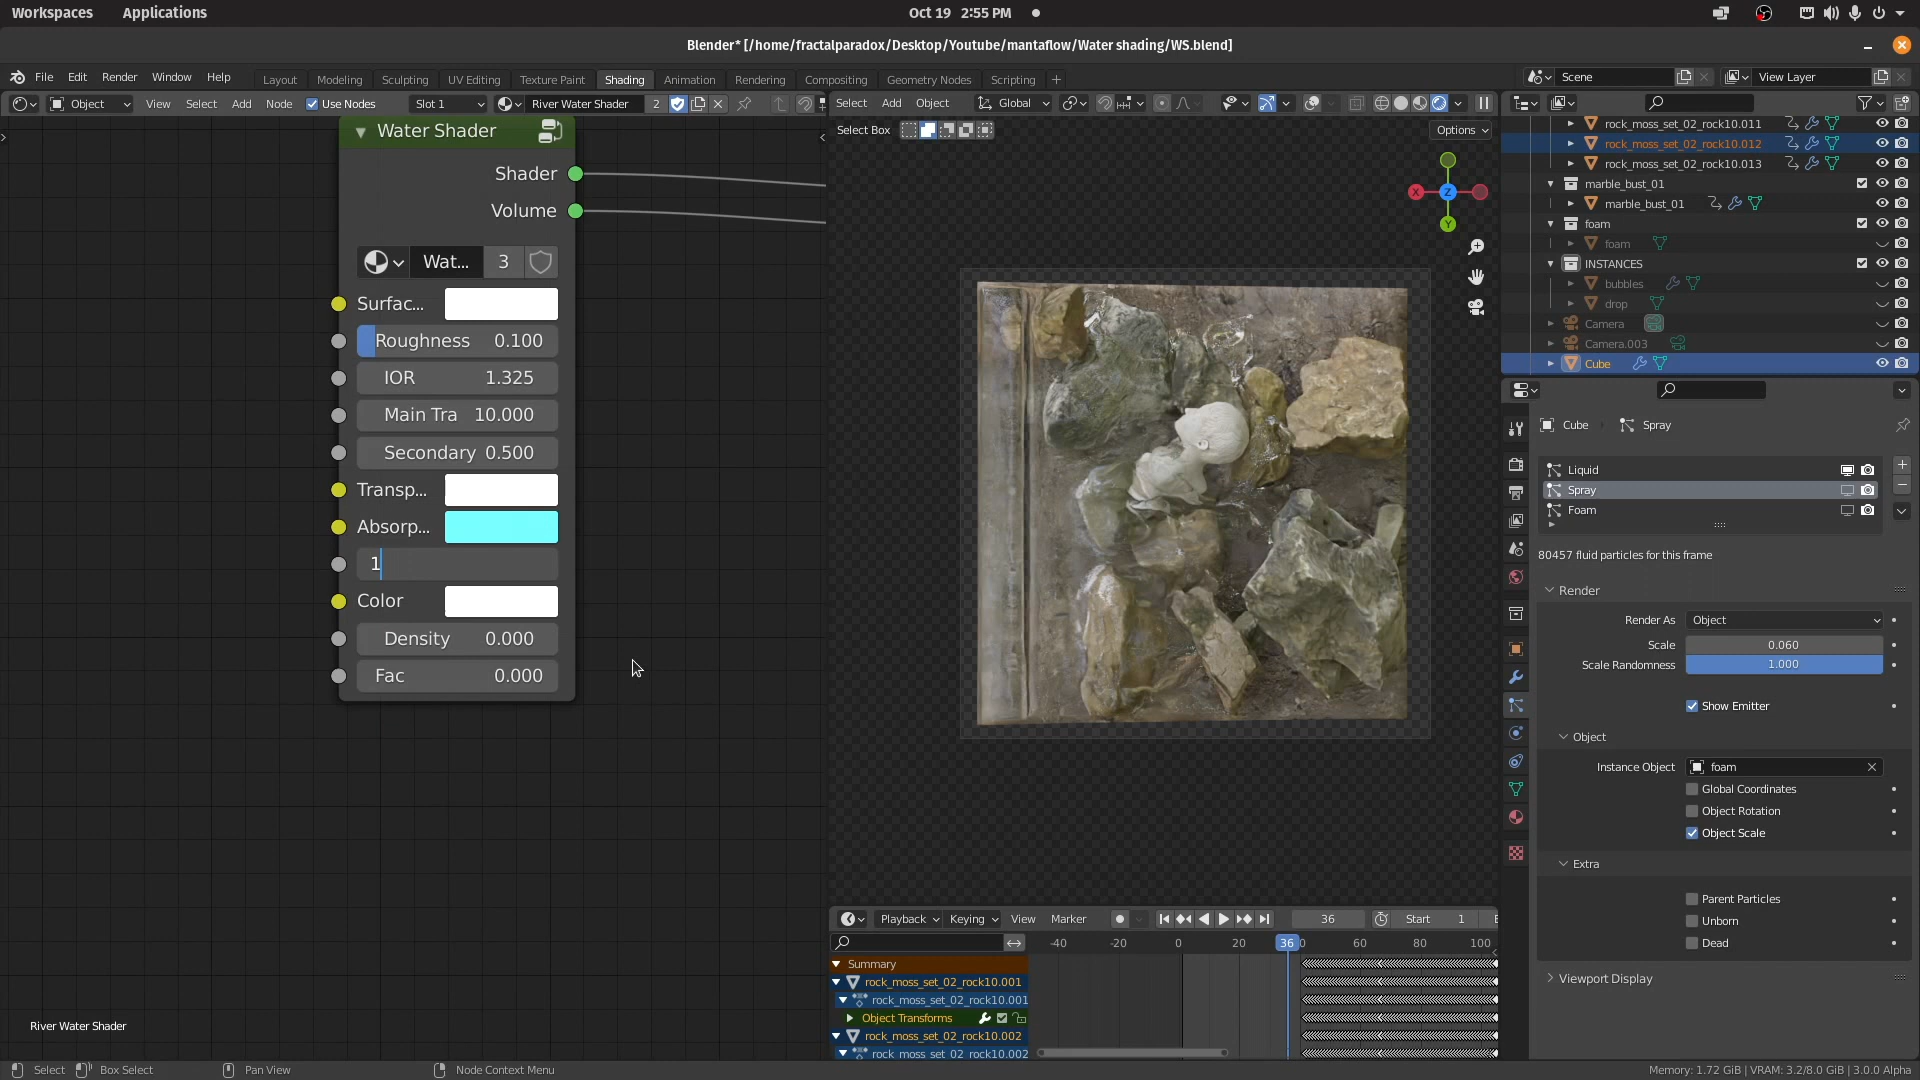 Workspaces Applications Oct 19 2:55 PM
Blender* [/home/fractalparadox/Desktop/Youtube/mantaflow/Water shading/WS.blend]
File Edit Render Window Help Layout Modeling Sculpting UV Editing Texture Paint Shading Animation Rendering Compositing Geometry Nodes Scripting + Scene View Layer
Object View Select Add Node Use Nodes Slot 1 River Water Shader 2
Select Add Object Global
Select Box Options
Water Shader
Shader
Volume
Wat... 3
Surfac...
Roughness 0.100
IOR 1.325
Main Tra 10.000
Secondary 0.500
Transp...
Absorp...
1
Color
Density 0.000
Fac 0.000
River Water Shader
X
Z
Y
rock_moss_set_02_rock10.011
rock_moss_set_02_rock10.012
rock_moss_set_02_rock10.013
marble_bust_01
marble_bust_01
foam
foam
INSTANCES
bubbles
drop
Camera
Camera.003
Cube
Cube Spray
Liquid
Spray
Foam
80457 fluid particles for this frame
Render
Render As Object
Scale 0.060
Scale Randomness 1.000
Show Emitter
Object
Instance Object foam
Global Coordinates
Object Rotation
Object Scale
Extra
Parent Particles
Unborn
Dead
Viewport Display
Playback Keying View Marker 36 Start 1
-40 -20 0 20 36 0 60 80 100
Summary
rock_moss_set_02_rock10.001
rock_moss_set_02_rock10.001
Object Transforms
rock_moss_set_02_rock10.002
rock_moss_set_02_rock10.002
Select Box Select Pan View Node Context Menu Memory: 1.72 GiB | VRAM: 3.2/8.0 GiB | 3.0.0 Alpha